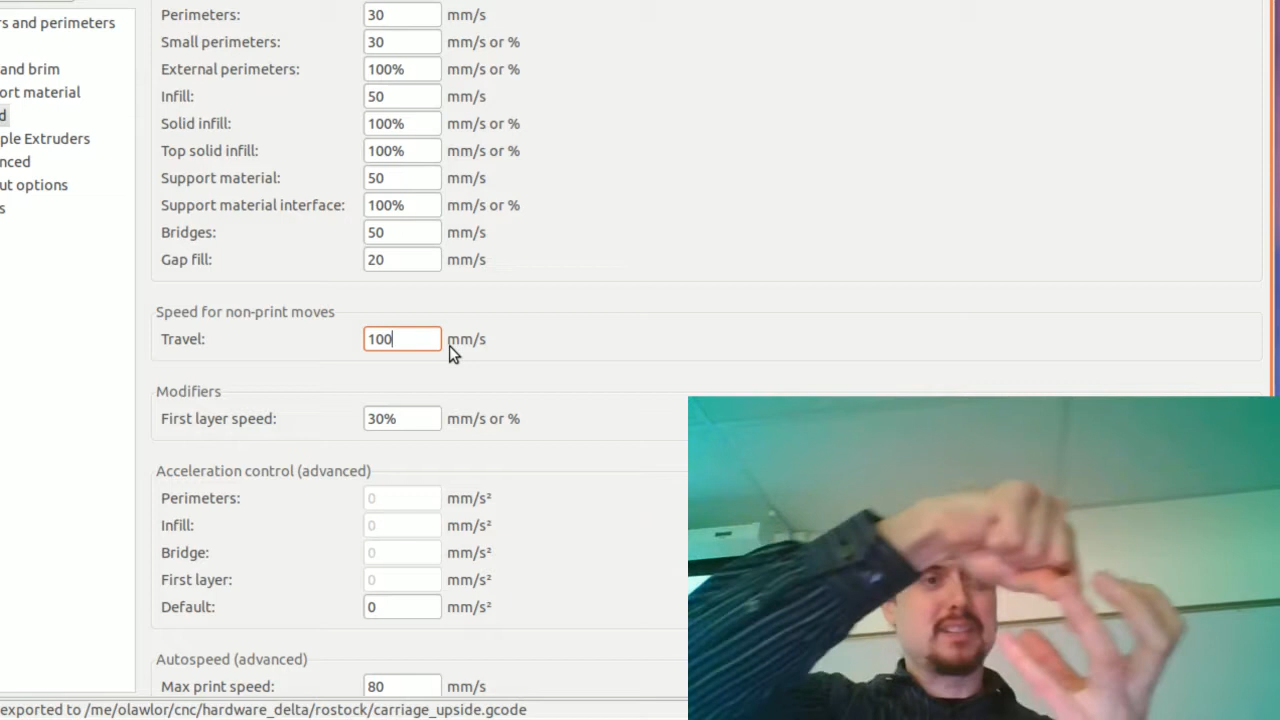 rs and perimeters
and brim
ort material
d
ple Extruders
nced
ut options
s
Perimeters: 30 mm/s
Small perimeters: 30 mm/s or %
External perimeters: 100% mm/s or %
Infill: 50 mm/s
Solid infill: 100% mm/s or %
Top solid infill: 100% mm/s or %
Support material: 50 mm/s
Support material interface: 100% mm/s or %
Bridges: 50 mm/s
Gap fill: 20 mm/s
Speed for non-print moves
Travel: 100 mm/s
Modifiers
First layer speed: 30% mm/s or %
Acceleration control (advanced)
Perimeters: 0 mm/s²
Infill: 0 mm/s²
Bridge: 0 mm/s²
First layer: 0 mm/s²
Default: 0 mm/s²
Autospeed (advanced)
Max print speed: 80 mm/s
exported to /me/olawlor/cnc/hardware_delta/rostock/carriage_upside.gcode